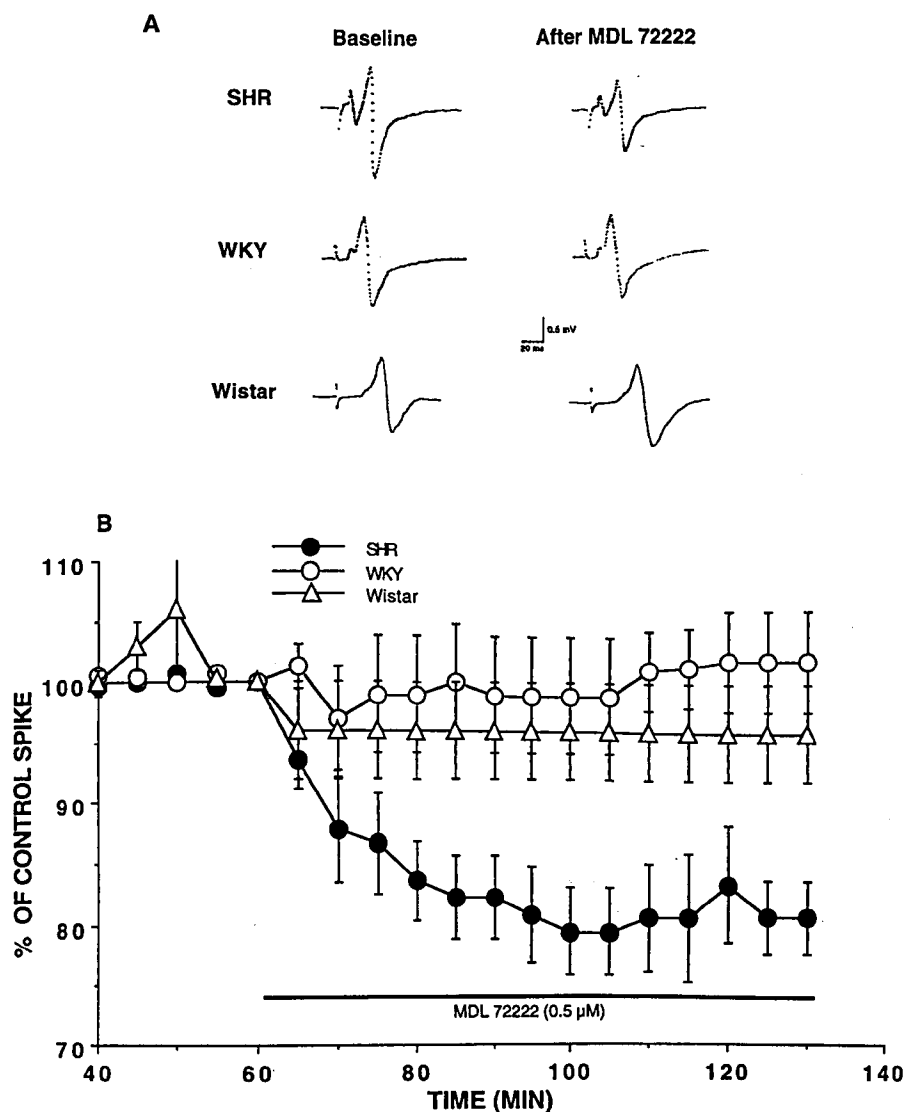 A
Baseline
After MDL 72222
SHR
WKY
0.5 mV
20 ms
Wistar
B
SHR
WKY
Wistar
% OF CONTROL SPIKE
110
100
90
80
70
MDL 72222 (0.5 µM)
40
60
80
100
120
140
TIME (MIN)